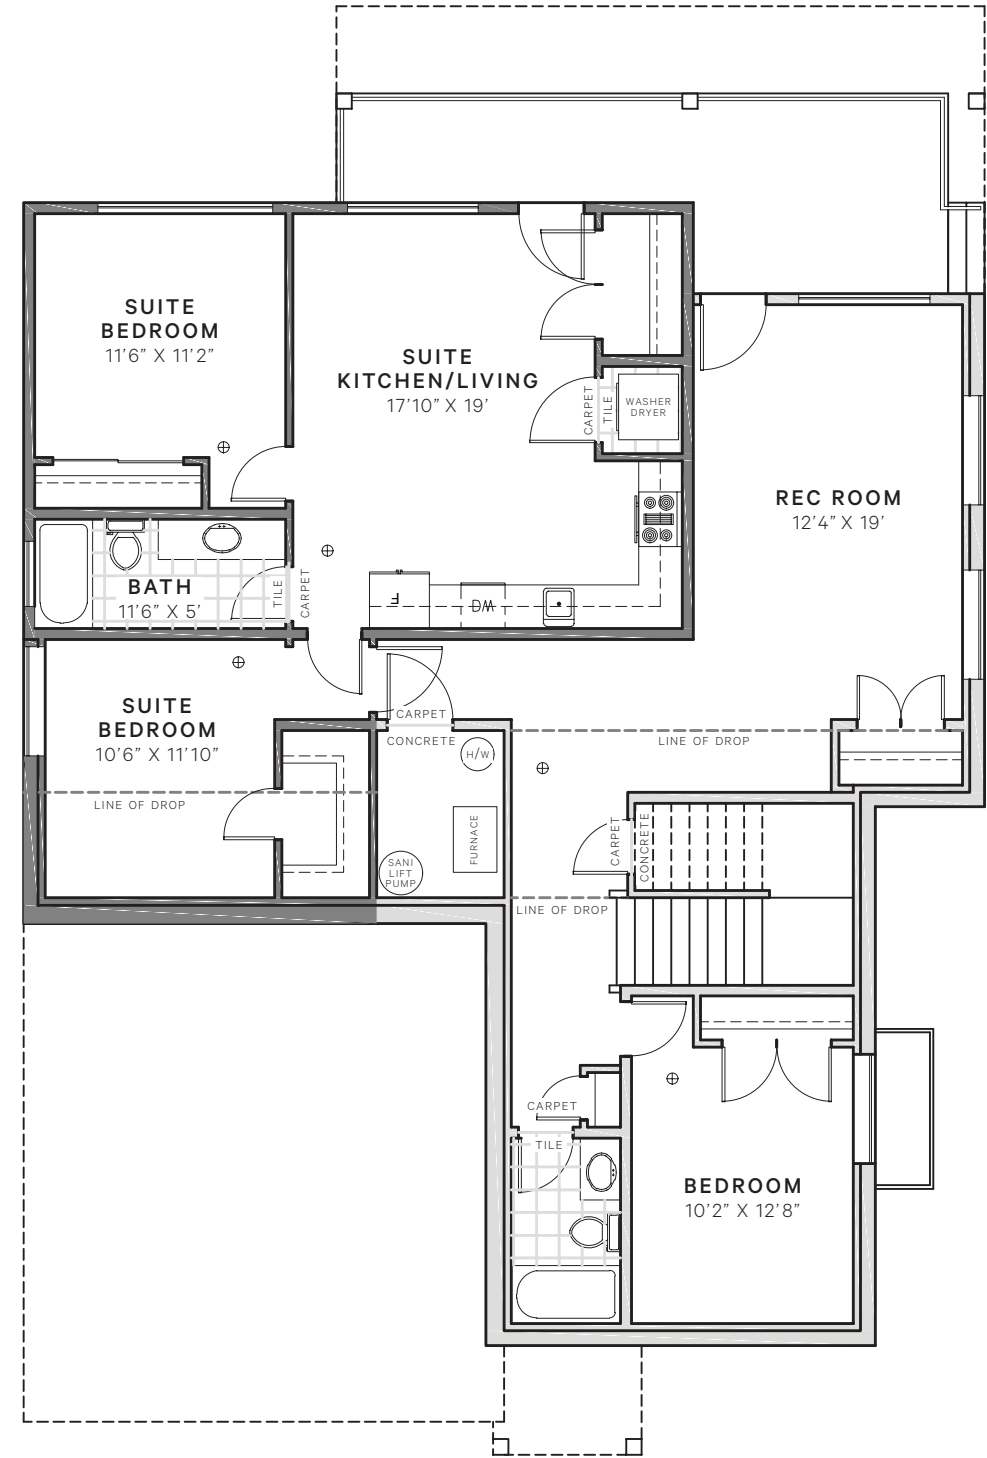 SUITE
BEDROOM
11’6” X 11’2”
SUITE
KITCHEN/LIVING
17’10” X 19’
CARPET
TILE
WASHER
DRYER
REC ROOM
12’4” X 19’
BATH
11’6” X 5’
TILE
CARPET
F
DW
SUITE
BEDROOM
10’6” X 11’10”
LINE OF DROP
CARPET
CONCRETE
H/W
FURNACE
SANI
LIFT
PUMP
LINE OF DROP
CARPET
CONCRETE
LINE OF DROP
CARPET
TILE
BEDROOM
10’2” X 12’8”